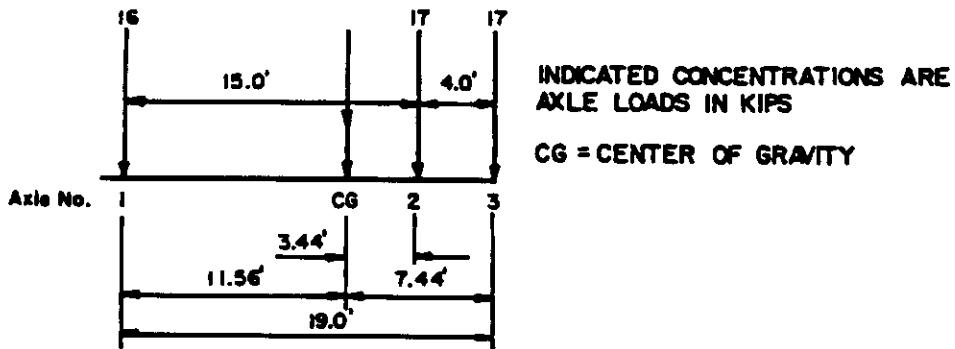 16 17 17
15.0' 4.0'
INDICATED CONCENTRATIONS ARE
AXLE LOADS IN KIPS
CG = CENTER OF GRAVITY
Axle No. 1 CG 2 3
3.44'
11.56' 7.44'
19.0'